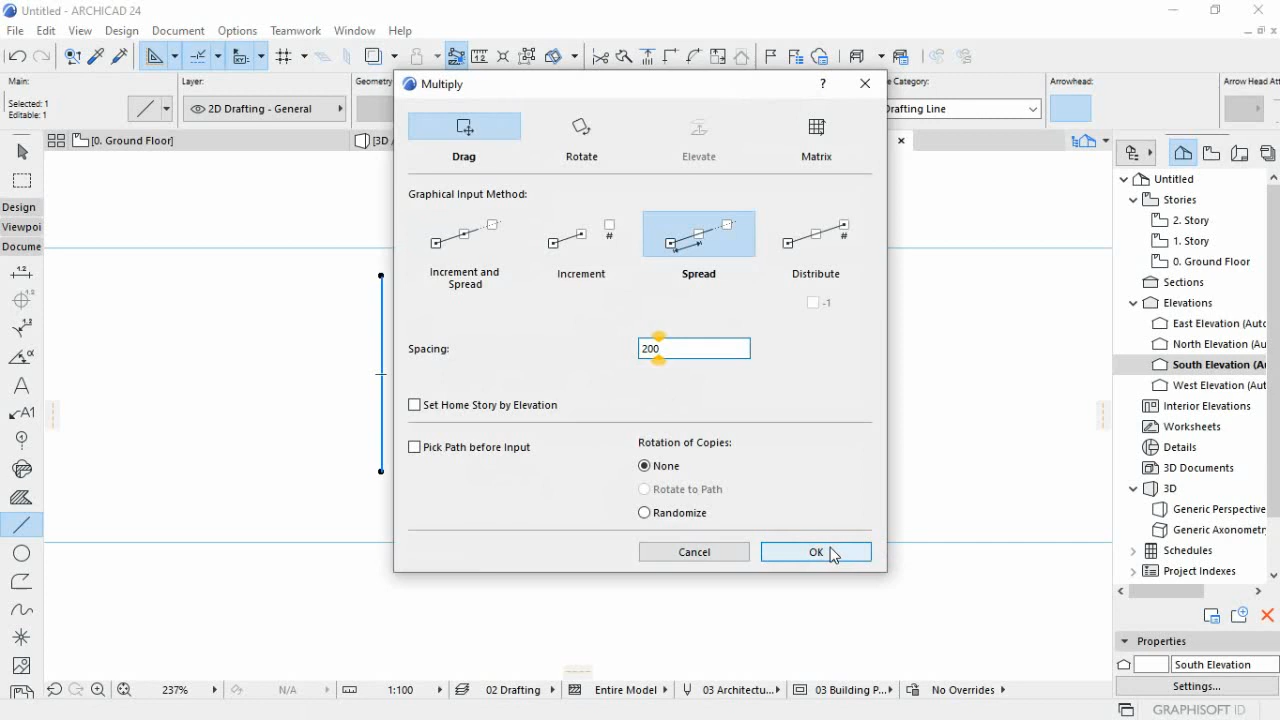 Untitled - ARCHICAD 24
File Edit View Design Document Options Teamwork Window Help
Main:
Selected: 1
Editable: 1
Layer:
2D Drafting - General
Geometry
e Category:
Drafting Line
Arrowhead:
Arrow Head Att
[0. Ground Floor]
[3D /
Design
Viewpoi
Docume
Multiply
?
Drag
Rotate
Elevate
Matrix
Graphical Input Method:
#
#
Increment and
Spread
Increment
Spread
Distribute
-1
Spacing:
200
Set Home Story by Elevation
Pick Path before Input
Rotation of Copies:
None
Rotate to Path
Randomize
Cancel
OK
Untitled
Stories
2. Story
1. Story
0. Ground Floor
Sections
Elevations
East Elevation (Aut
North Elevation (Au
South Elevation (A
West Elevation (Aut
Interior Elevations
Worksheets
Details
3D Documents
3D
Generic Perspective
Generic Axonometr
Schedules
Project Indexes
Properties
South Elevation
Settings...
GRAPHISOFT ID
237%
N/A
1:100
02 Drafting
Entire Model
03 Architectu...
03 Building P...
No Overrides